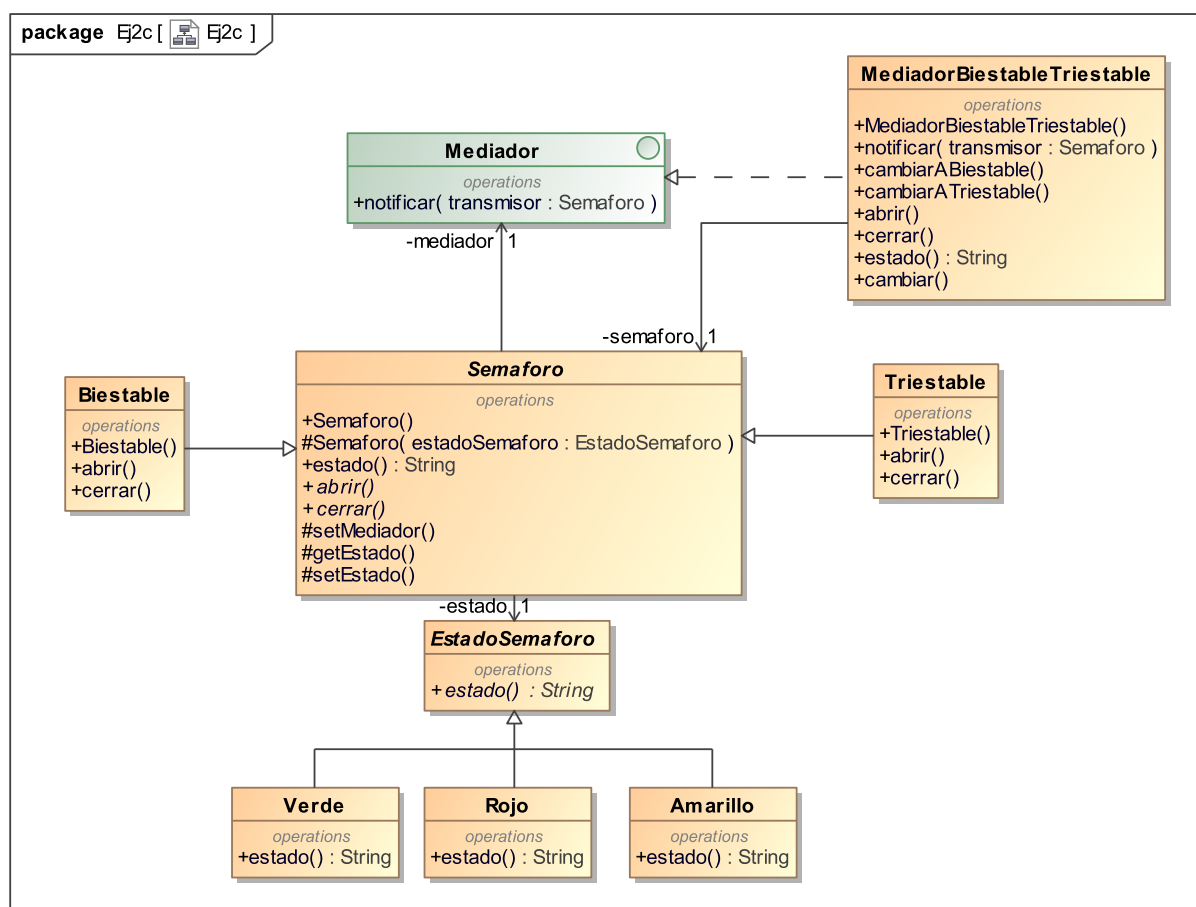 package Ej2c [ Ej2c ]
MediadorBiestableTriestable
operations
+MediadorBiestableTriestable()
+notificar( transmisor : Semaforo )
+cambiarABiestable()
+cambiarATriestable()
+abrir()
+cerrar()
+estado() : String
+cambiar()
Mediador
operations
+notificar( transmisor : Semaforo )
-mediador 1
-semaforo 1
Semaforo
operations
+Semaforo()
#Semaforo( estadoSemaforo : EstadoSemaforo )
+estado() : String
+abrir()
+cerrar()
#setMediador()
#getEstado()
#setEstado()
Biestable
operations
+Biestable()
+abrir()
+cerrar()
Triestable
operations
+Triestable()
+abrir()
+cerrar()
-estado 1
EstadoSemaforo
operations
+estado() : String
Verde
operations
+estado() : String
Rojo
operations
+estado() : String
Amarillo
operations
+estado() : String